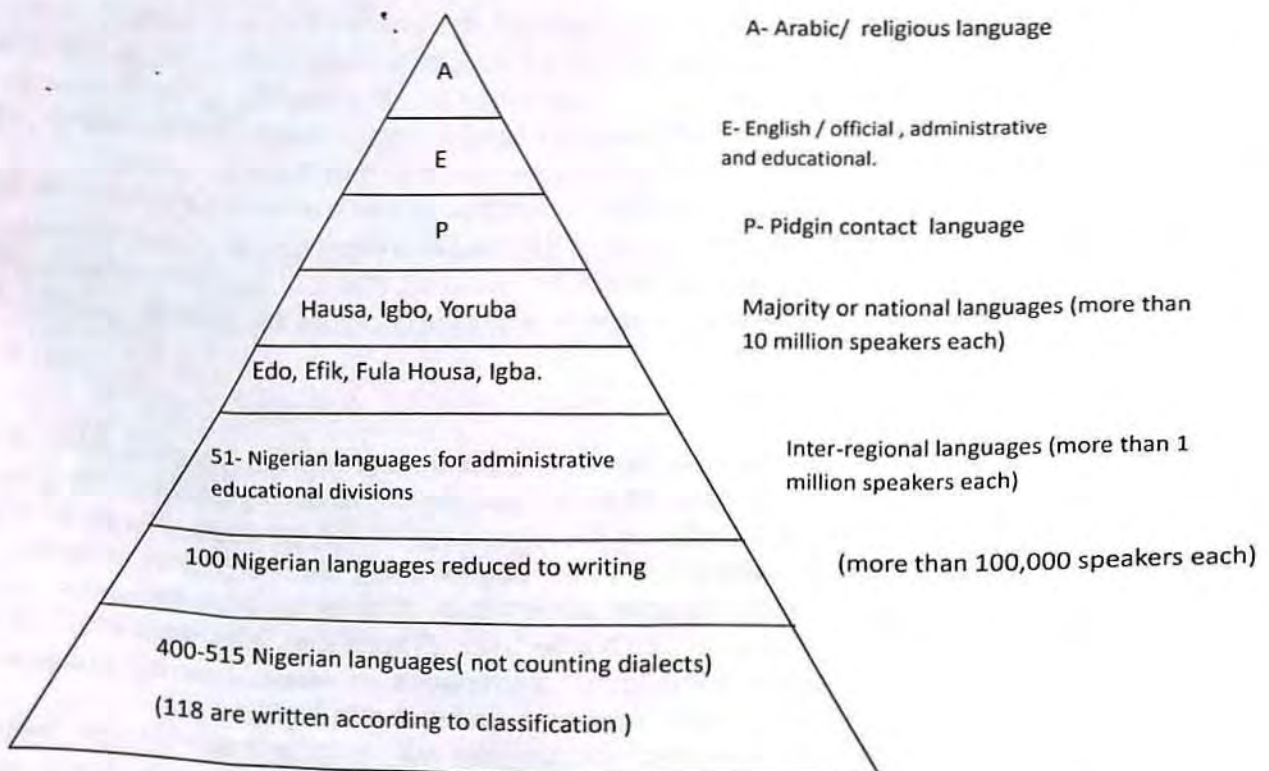 A
A- Arabic/ religious language
E
E- English / official , administrative
and educational.
P
P- Pidgin contact language
Hausa, Igbo, Yoruba
Majority or national languages (more than
10 million speakers each)
Edo, Efik, Fula Housa, Igba.
51- Nigerian languages for administrative
educational divisions
Inter-regional languages (more than 1
million speakers each)
100 Nigerian languages reduced to writing
(more than 100,000 speakers each)
400-515 Nigerian languages( not counting dialects)
(118 are written according to classification )